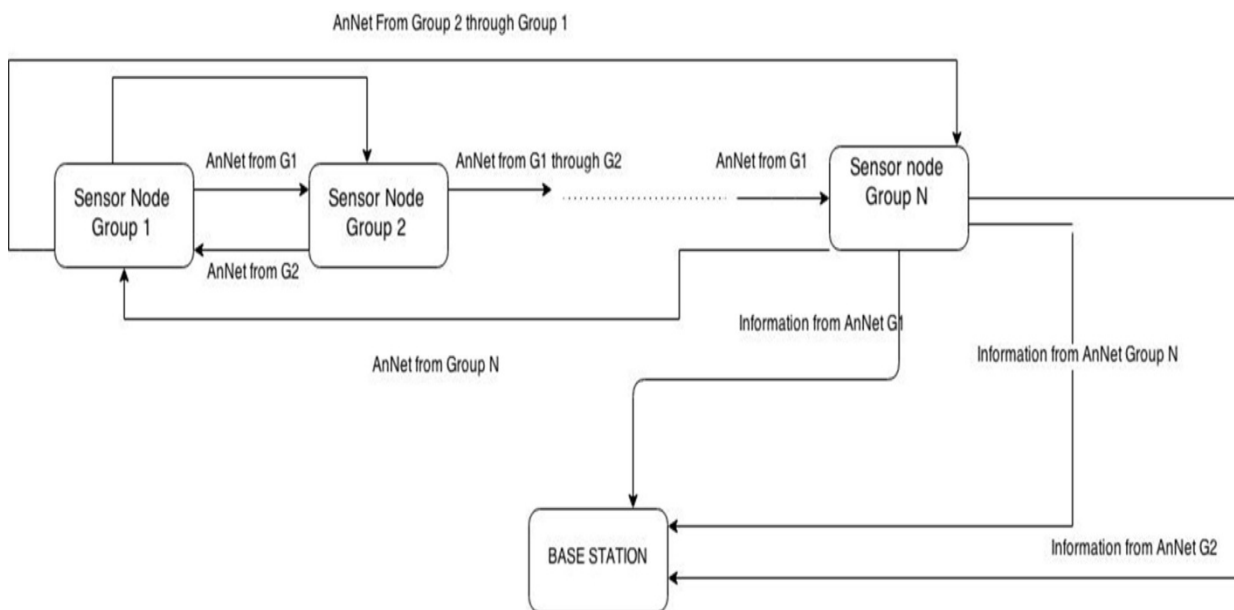 AnNet From Group 2 through Group 1
AnNet from G1
AnNet from G1 through G2
AnNet from G1
Sensor Node
Group 1
Sensor Node
Group 2
Sensor node
Group N
AnNet from G2
Information from AnNet G1
AnNet from Group N
Information from AnNet Group N
BASE STATION
Information from AnNet G2